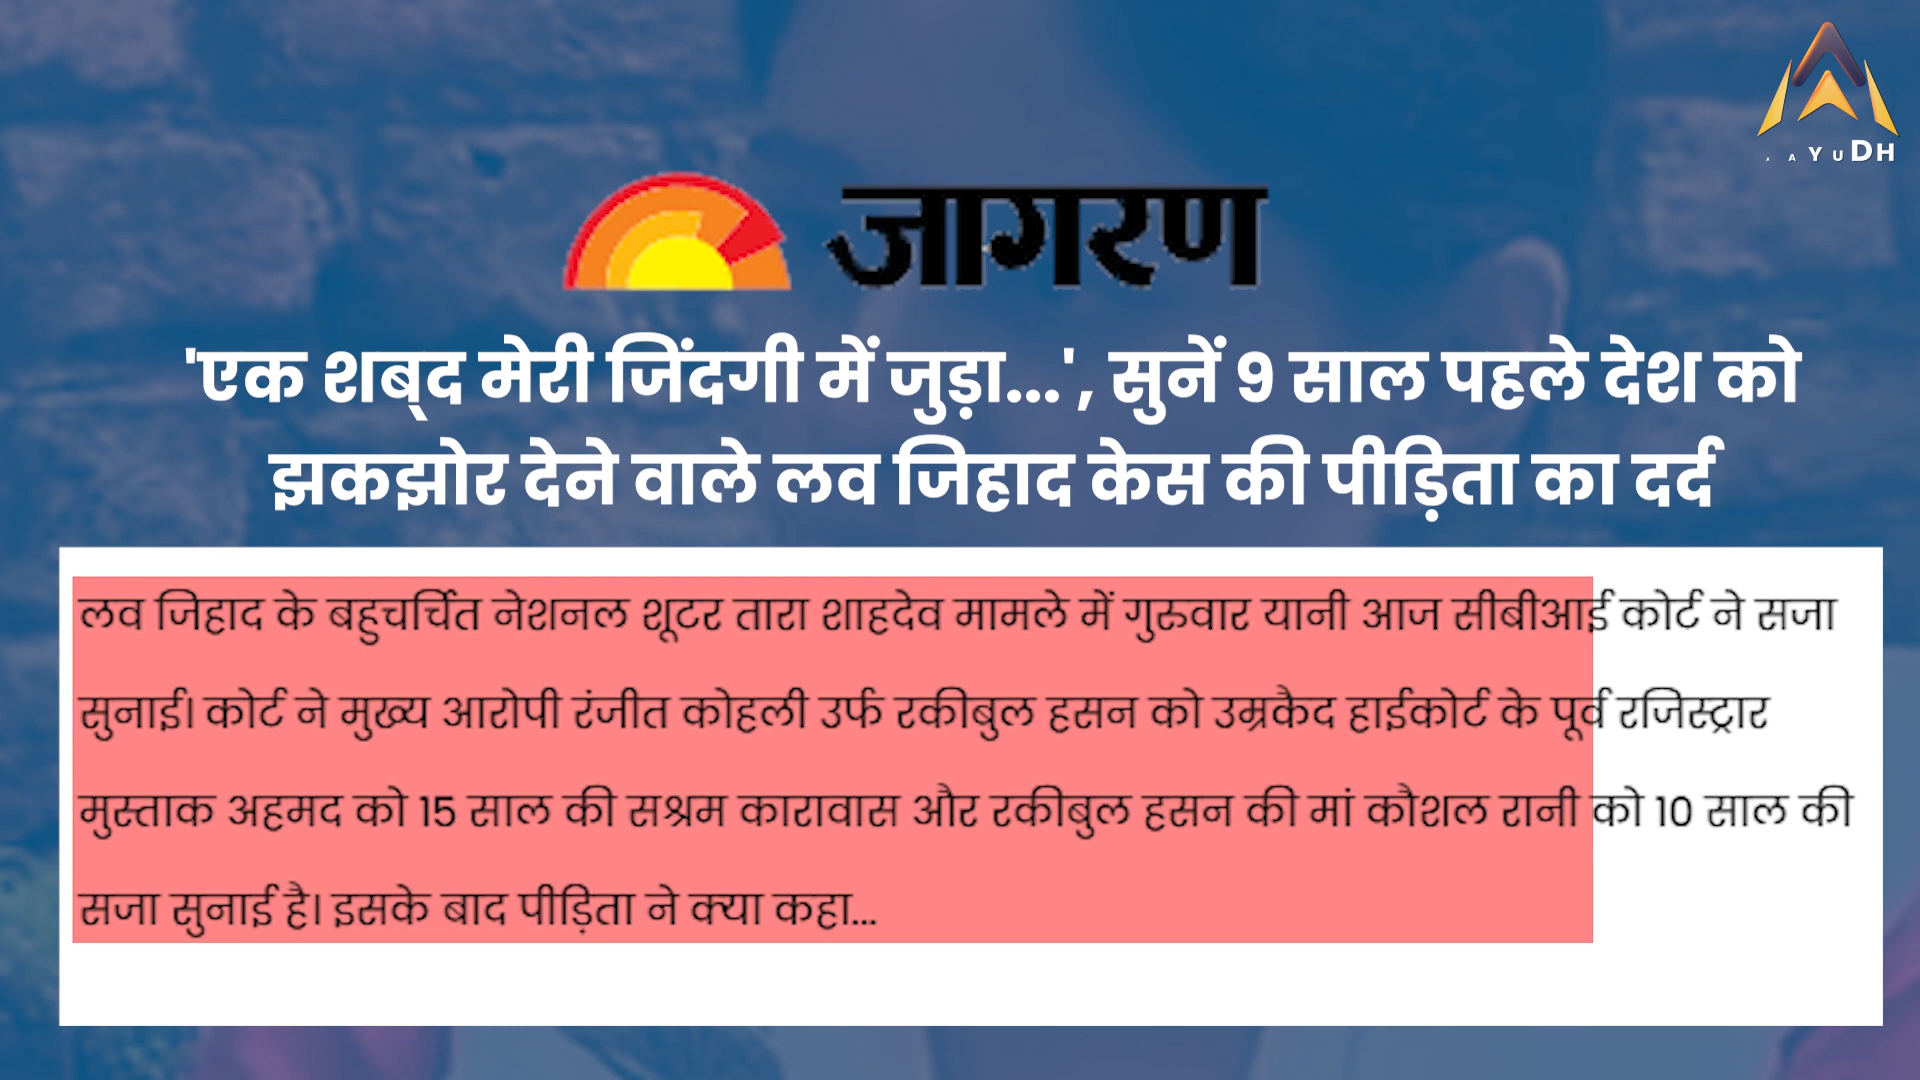 AAYUDH
जागरण
'एक शब्द मेरी जिंदगी में जुड़ा...', सुनें 9 साल पहले देश को
झकझोर देने वाले लव जिहाद केस की पीड़िता का दर्द
लव जिहाद के बहुचर्चित नेशनल शूटर तारा शाहदेव मामले में गुरुवार यानी आज सीबीआई कोर्ट ने सजा
सुनाई। कोर्ट ने मुख्य आरोपी रंजीत कोहली उर्फ रकीबुल हसन को उम्रकैद हाईकोर्ट के पूर्व रजिस्ट्रार
मुस्ताक अहमद को 15 साल की सश्रम कारावास और रकीबुल हसन की मां कौशल रानी को 10 साल की
सजा सुनाई है। इसके बाद पीड़िता ने क्या कहा...